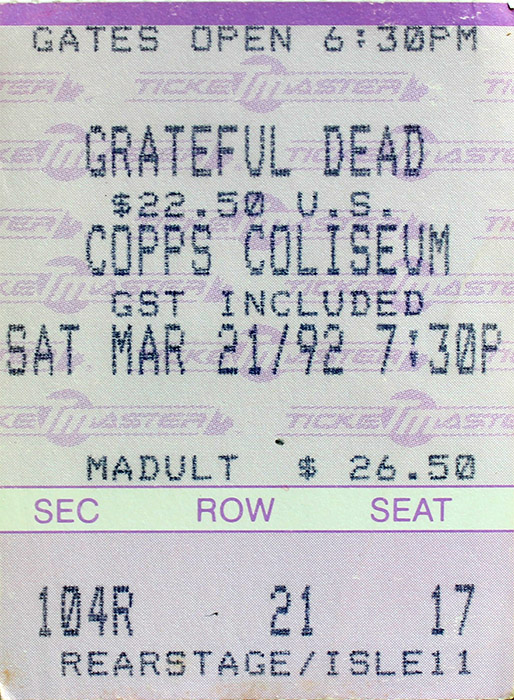 GATES OPEN 6:30PM
GRATEFUL DEAD
$22.50 U.S.
COPPS COLISEUM
GST INCLUDED
SAT MAR 21/92 7:30P
MADULT $ 26.50
SEC ROW SEAT
104R 21 17
REARSTAGE/ISLE11
TICKETMASTER